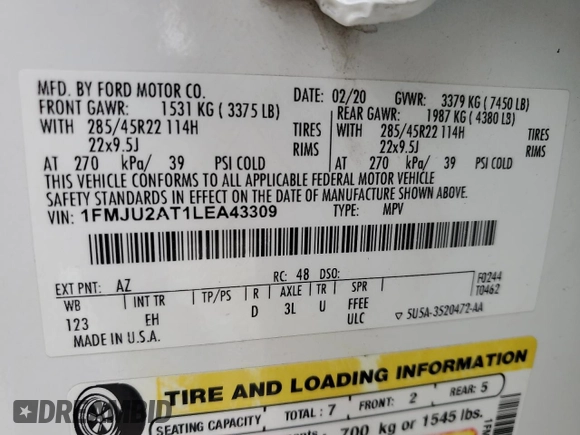 MFD. BY FORD MOTOR CO.
DATE: 02/20 GVWR: 3379 KG ( 7450 LB)
FRONT GAWR: 1531 KG ( 3375 LB)
REAR GAWR: 1987 KG ( 4380 LB)
WITH 285/45R22 114H TIRES
WITH 285/45R22 114H TIRES
22x9.5J RIMS
22x9.5J RIMS
AT 270 kPa/ 39 PSI COLD
AT 270 kPa/ 39 PSI COLD
THIS VEHICLE CONFORMS TO ALL APPLICABLE FEDERAL MOTOR VEHICLE
SAFETY STANDARDS IN EFFECT ON THE DATE OF MANUFACTURE SHOWN ABOVE.
VIN: 1FMJU2AT1LEA43309 TYPE: MPV
F0244
T0462
EXT PNT: AZ RC: 48 DSO:
WB INT TR TP/PS R AXLE TR SPR
123 EH D 3L U FFEE
ULC
MADE IN U.S.A.
5U5A-3520472-AA
TIRE AND LOADING INFORMATION
SEATING CAPACITY TOTAL : 7 FRONT: 2 REAR: 5
700 kg or 1545 lbs.
DREAMBID